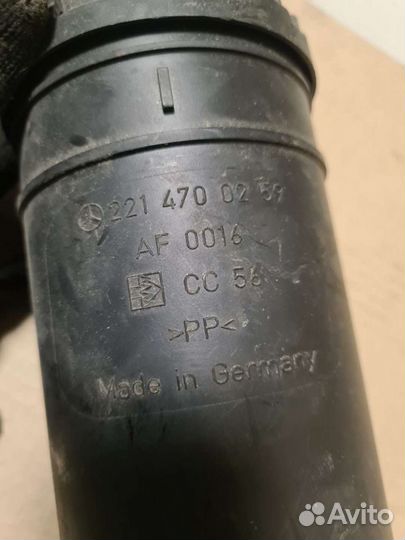 221 470 02 59
AF 0016
CC 56
>PP<
Made in Germany
Avito